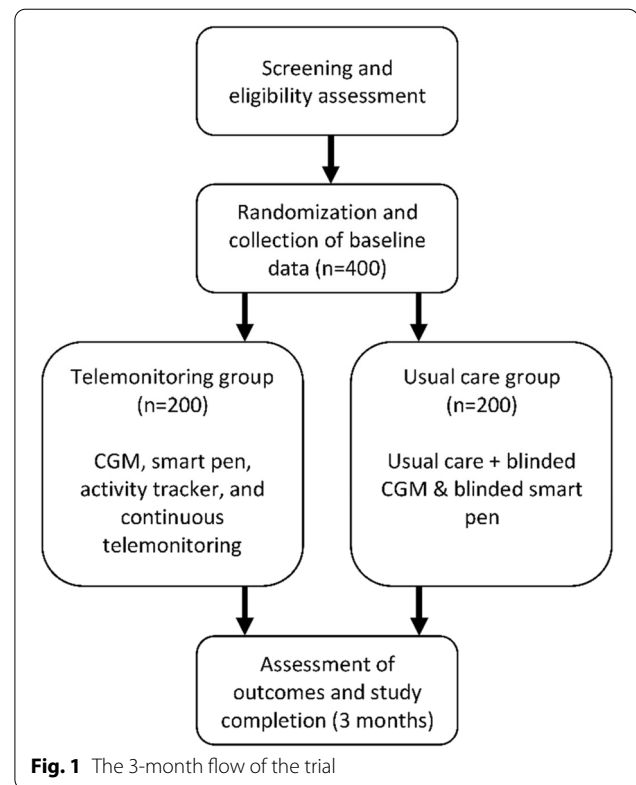 Screening and
eligibility assessment
Randomization and
collection of baseline
data (n=400)
Telemonitoring group
(n=200)
CGM, smart pen,
activity tracker, and
continuous
telemonitoring
Usual care group
(n=200)
Usual care + blinded
CGM & blinded smart
pen
Assessment of
outcomes and study
completion (3 months)
Fig. 1 The 3-month flow of the trial